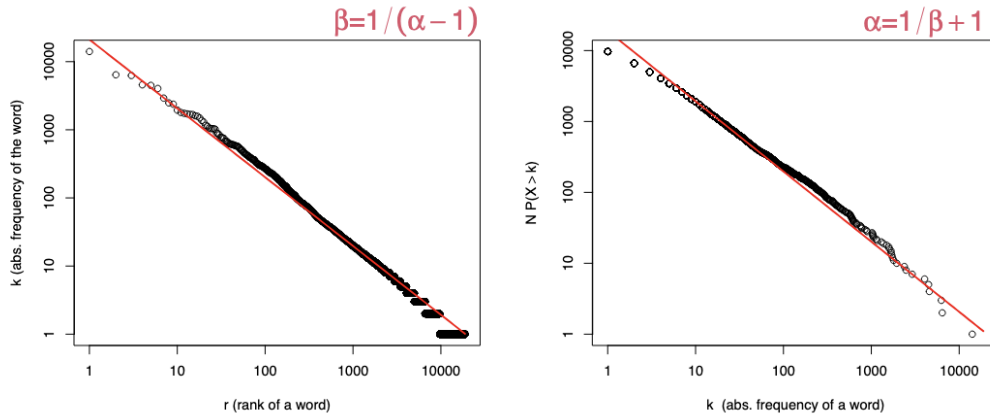 β=1/(α−1)
k (abs. frequency of the word)
10000
1000
100
10
1
1 10 100 1000 10000
r (rank of a word)
α=1/β+1
N P(X > k)
10000
1000
100
10
1
1 10 100 1000 10000
k (abs. frequency of a word)